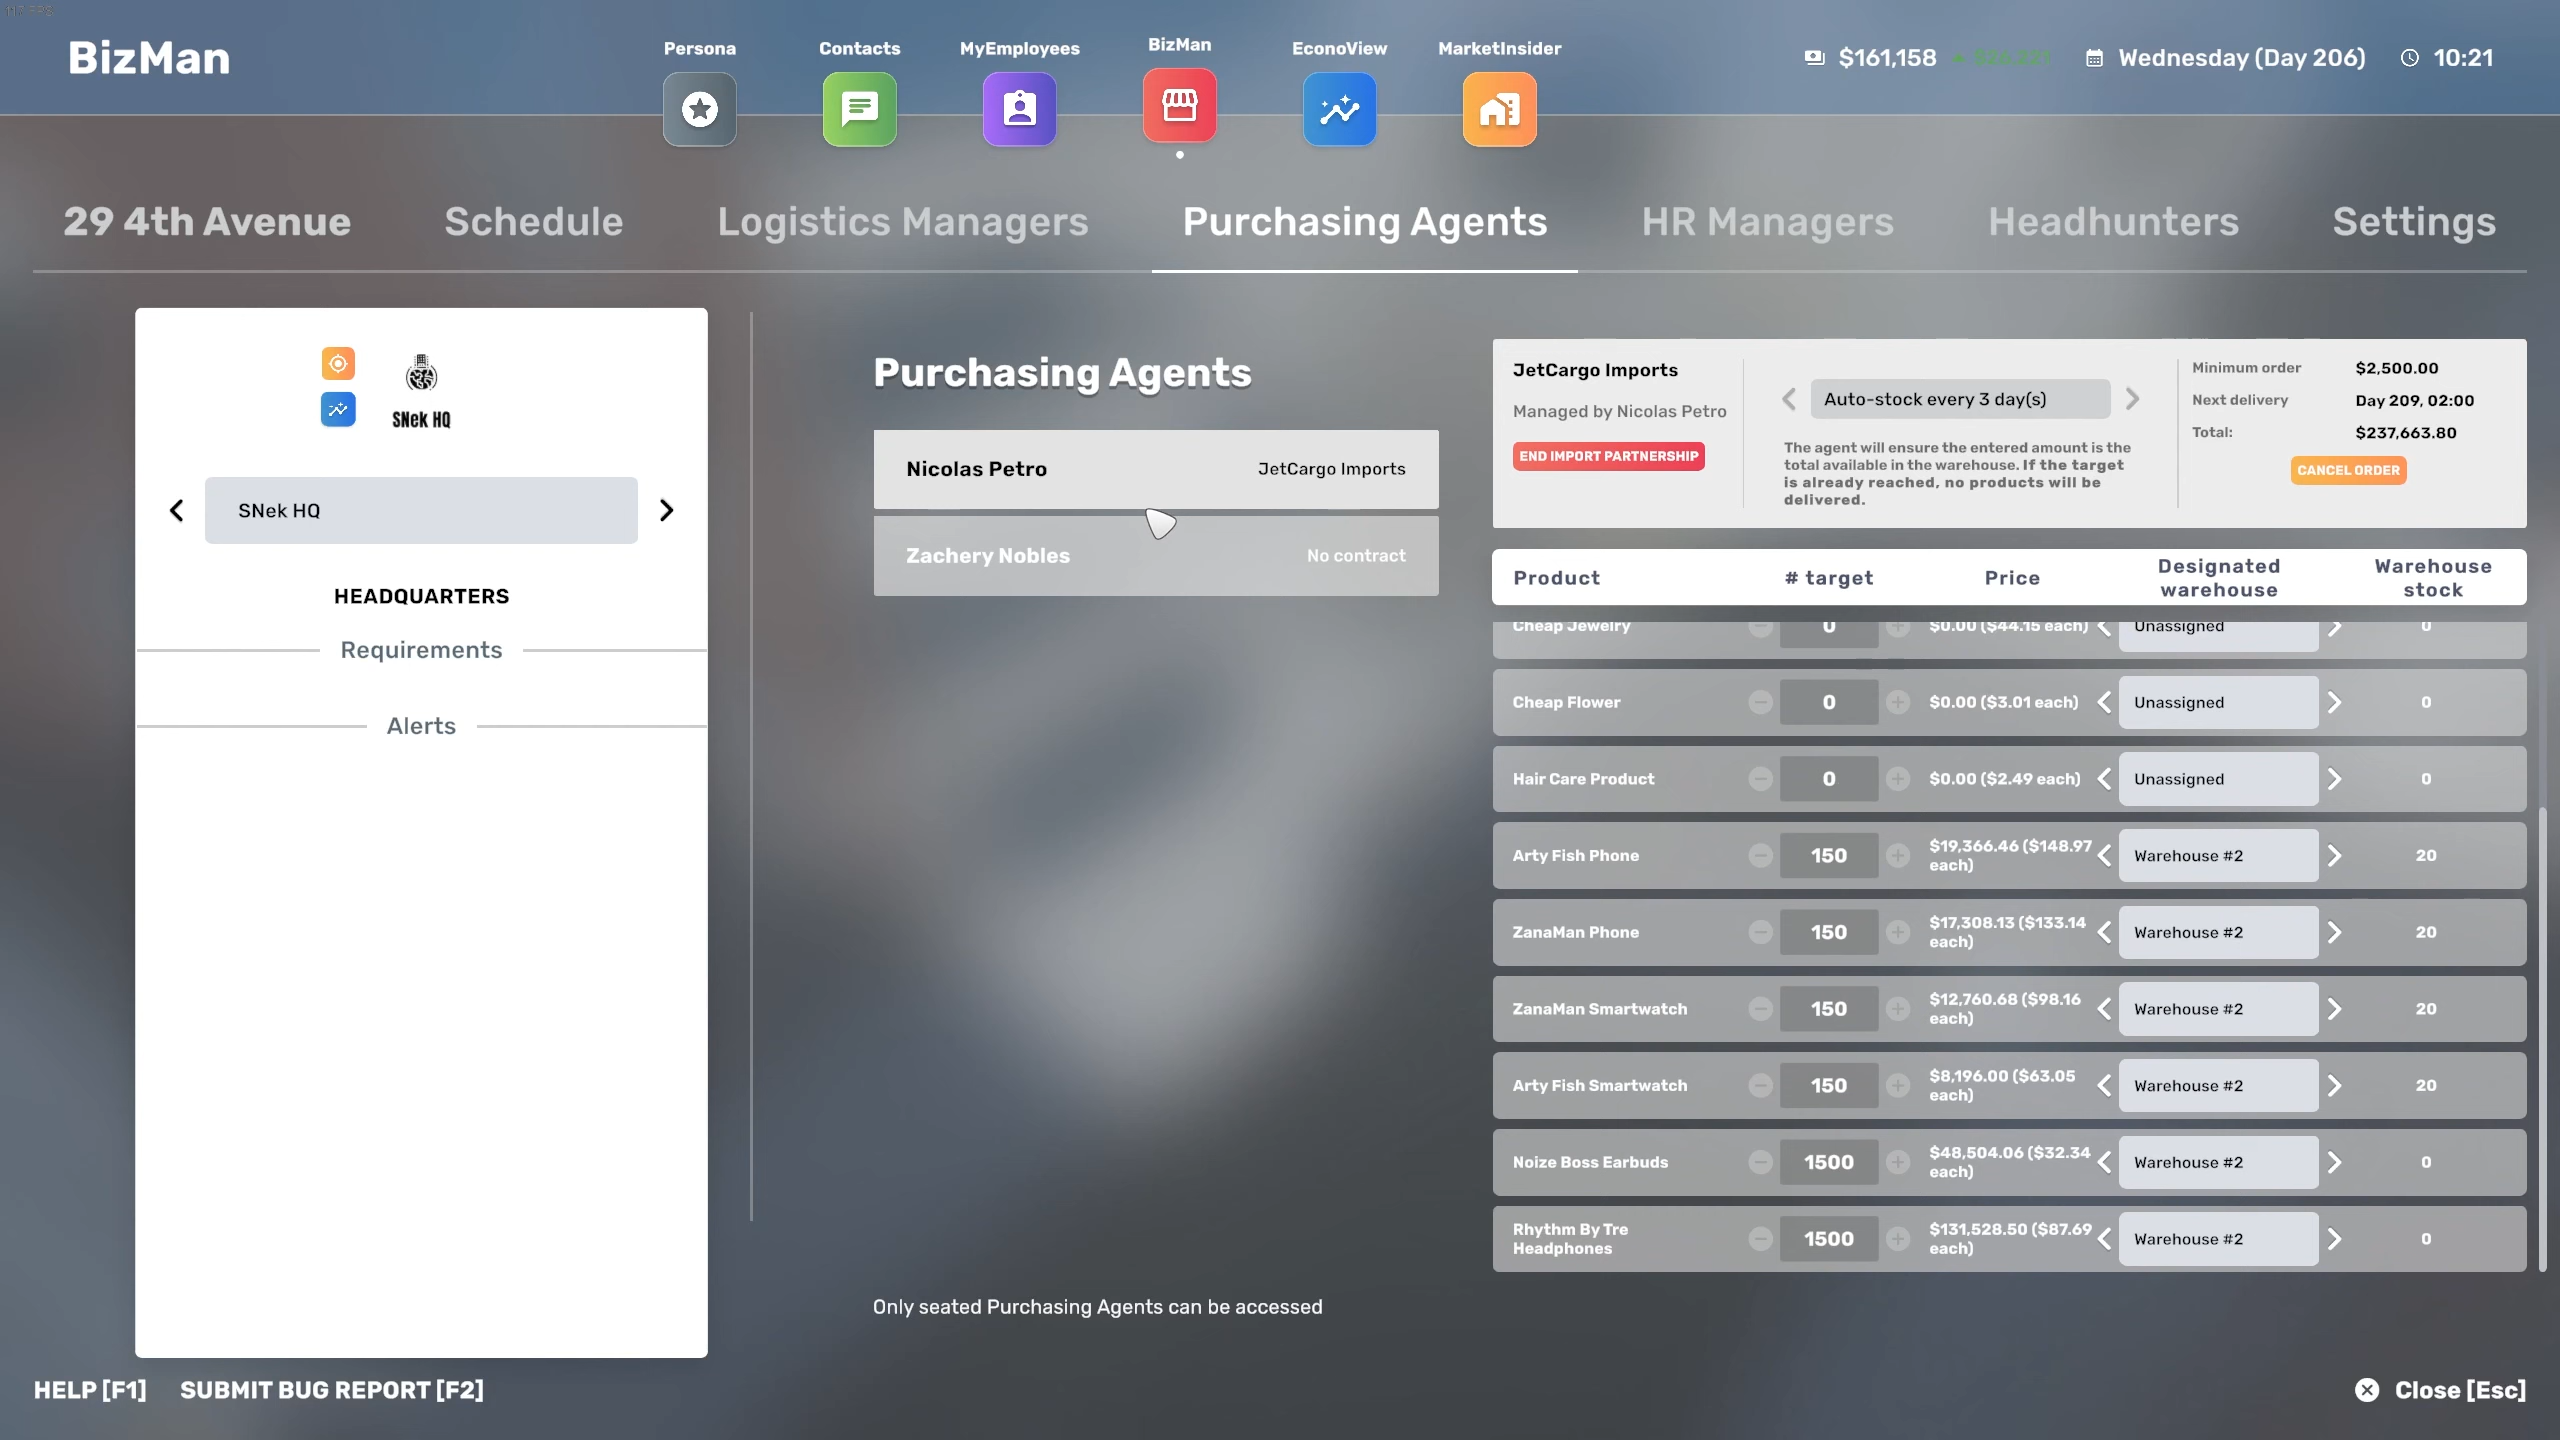 BizMan
Persona
Contacts
MyEmployees
BizMan
EconoView
MarketInsider
$161,158
Wednesday (Day 206)
10:21
29 4th Avenue
Schedule
Logistics Managers
Purchasing Agents
HR Managers
Headhunters
Settings
SNek HQ
SNek HQ
HEADQUARTERS
Requirements
Alerts
Purchasing Agents
Nicolas Petro
JetCargo Imports
Zachery Nobles
No contract
Only seated Purchasing Agents can be accessed
JetCargo Imports
Managed by Nicolas Petro
END IMPORT PARTNERSHIP
Auto-stock every 3 day(s)
The agent will ensure the entered amount is the
total available in the warehouse. If the target
is already reached, no products will be
delivered.
Minimum order $2,500.00
Next delivery Day 209, 02:00
Total: $237,663.80
CANCEL ORDER
Product # target Price Designated warehouse Warehouse stock
Cheap Jewelry 0 $0.00 ($44.15 each) Unassigned 0
Cheap Flower 0 $0.00 ($3.01 each) Unassigned 0
Hair Care Product 0 $0.00 ($2.49 each) Unassigned 0
Arty Fish Phone 150 $19,366.46 ($148.97 each) Warehouse #2 20
ZanaMan Phone 150 $17,308.13 ($133.14 each) Warehouse #2 20
ZanaMan Smartwatch 150 $12,760.68 ($98.16 each) Warehouse #2 20
Arty Fish Smartwatch 150 $8,196.00 ($63.05 each) Warehouse #2 20
Noize Boss Earbuds 1500 $48,504.06 ($32.34 each) Warehouse #2 0
Rhythm By Tre Headphones 1500 $131,528.50 ($87.69 each) Warehouse #2 0
HELP [F1]
SUBMIT BUG REPORT [F2]
Close [Esc]